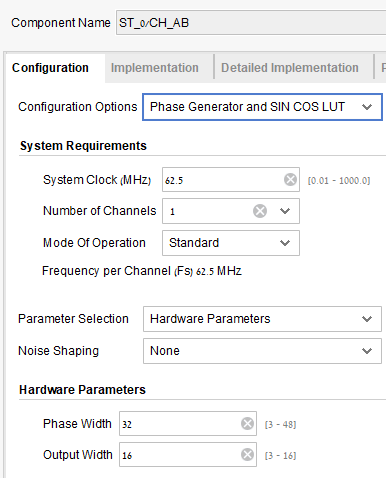 Component Name ST_0/CH_AB
Configuration Implementation Detailed Implementation
Configuration Options Phase Generator and SIN COS LUT
System Requirements
System Clock (MHz) 62.5 [0.01 - 1000.0]
Number of Channels 1
Mode Of Operation Standard
Frequency per Channel (Fs) 62.5 MHz
Parameter Selection Hardware Parameters
Noise Shaping None
Hardware Parameters
Phase Width 32 [3 - 48]
Output Width 16 [3 - 16]